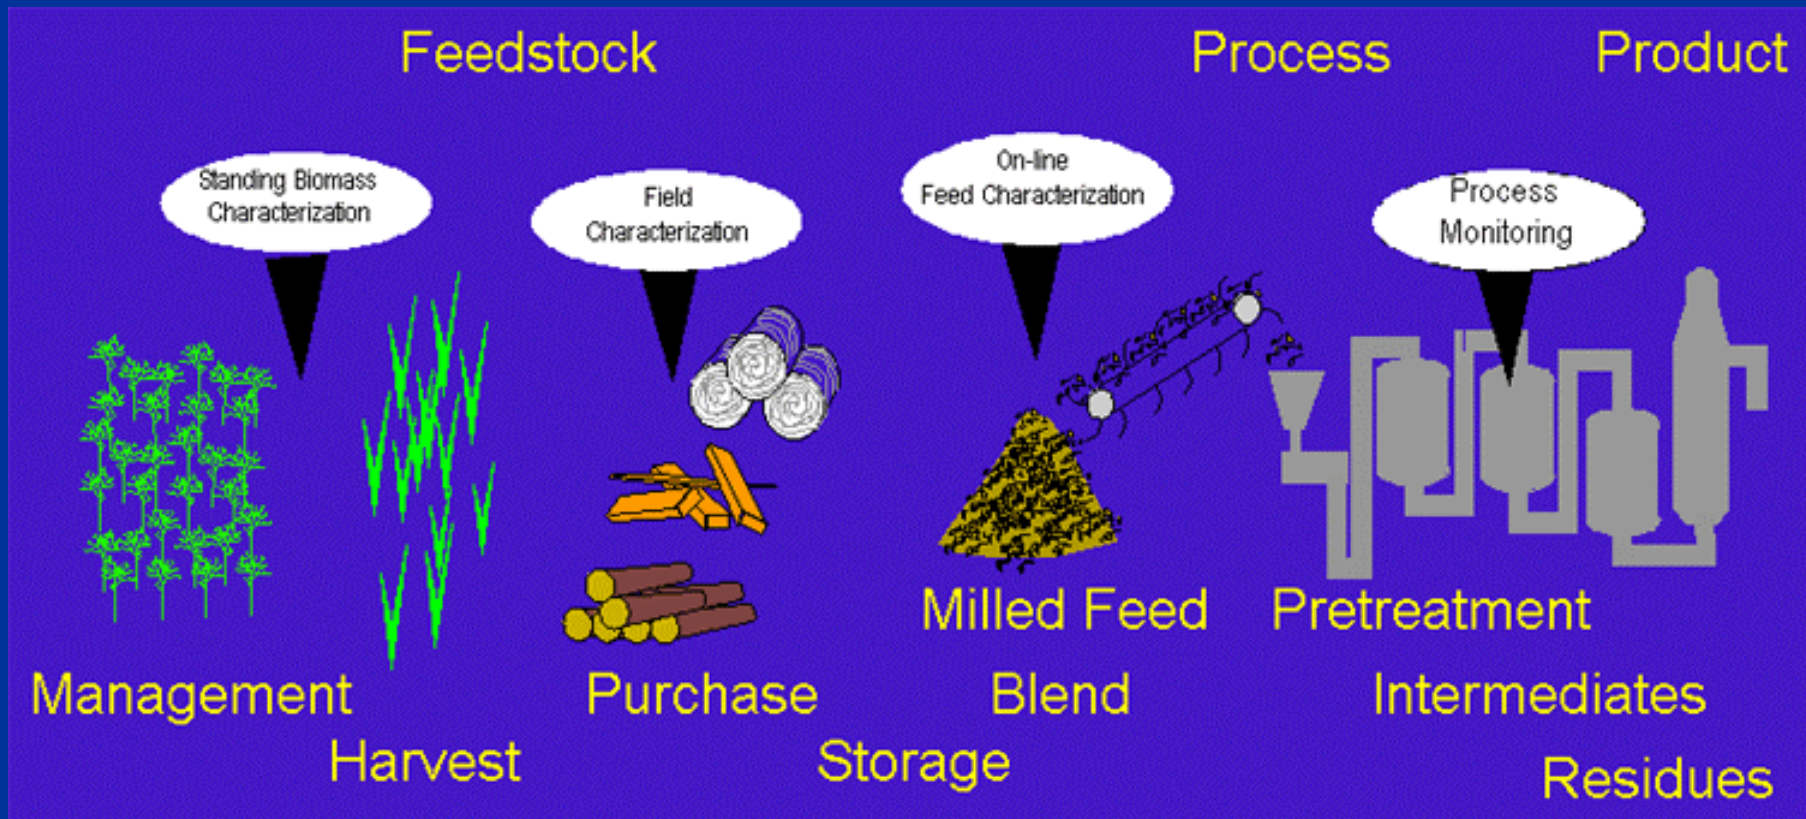 Feedstock
Process
Product
Standing Biomass
Characterization
Field
Characterization
On-line
Feed Characterization
Process
Monitoring
Milled Feed
Pretreatment
Management
Purchase
Blend
Intermediates
Harvest
Storage
Residues